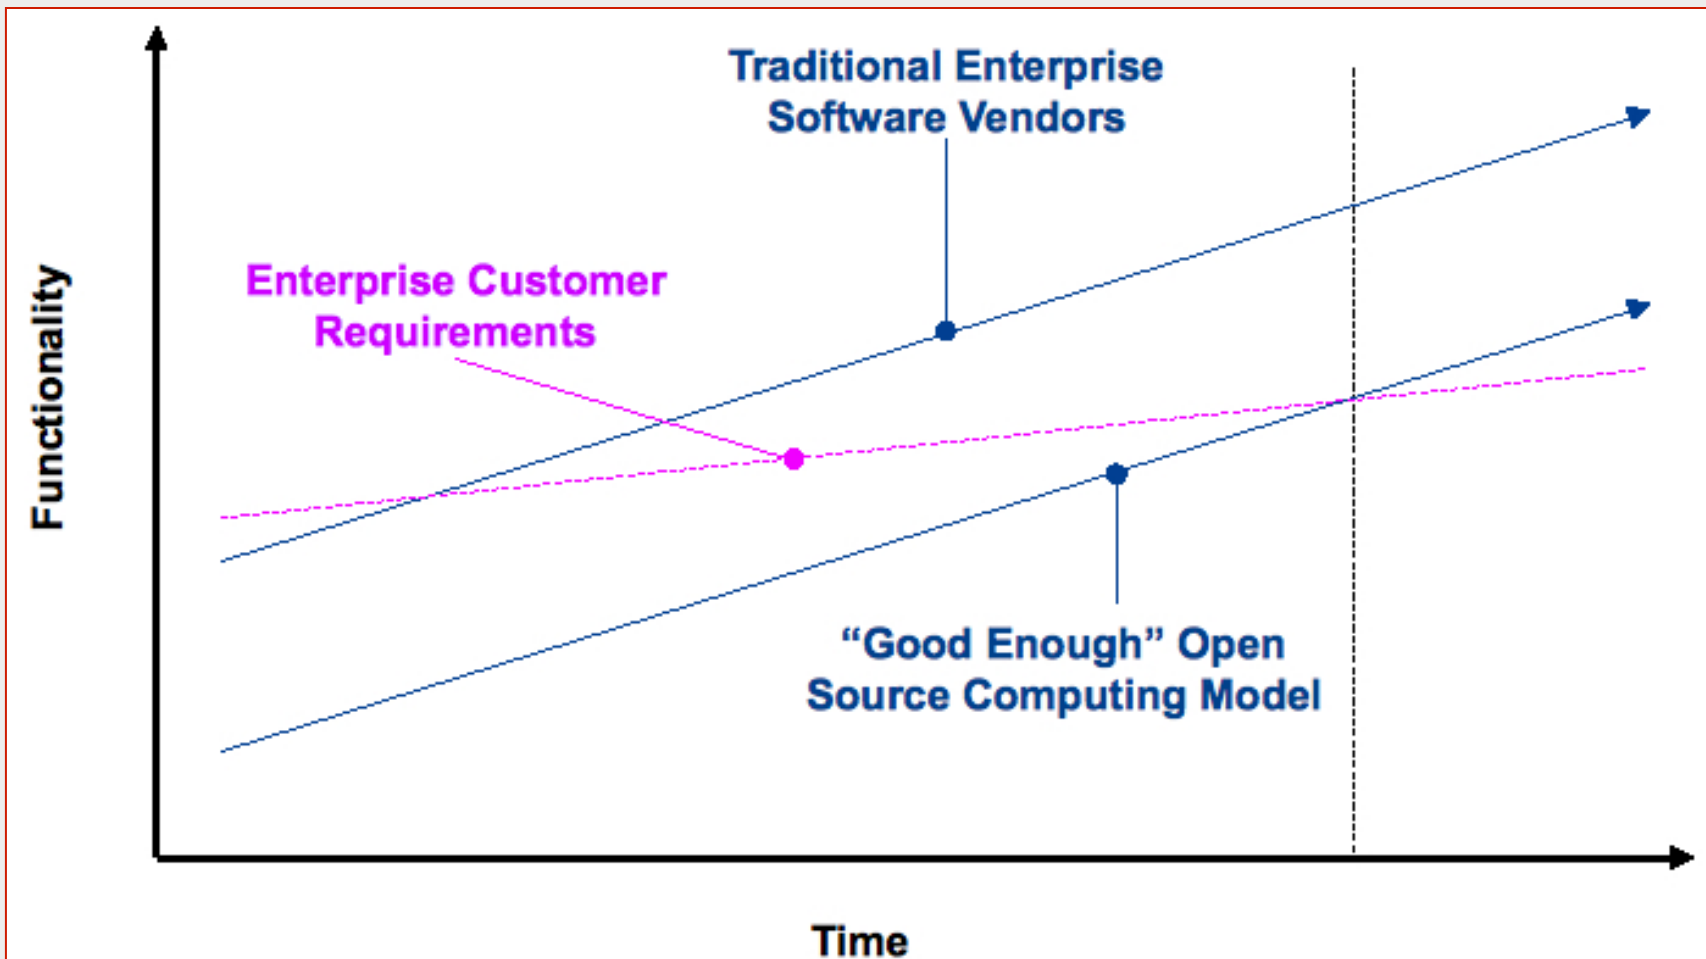 Traditional Enterprise
Software Vendors
Enterprise Customer
Requirements
Functionality
“Good Enough” Open
Source Computing Model
Time